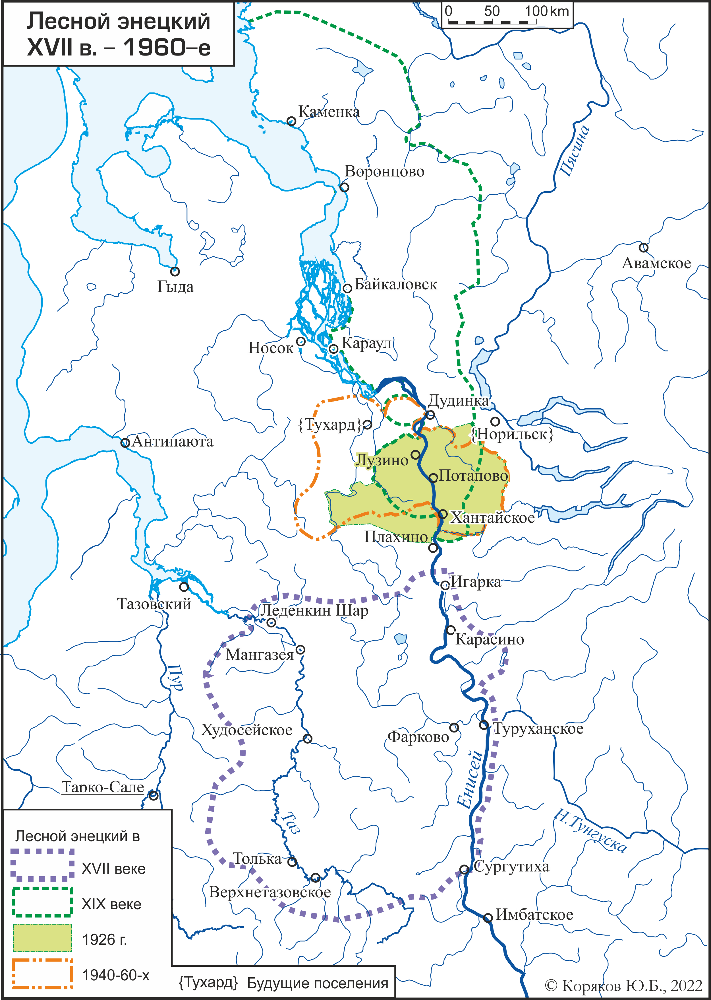 Лесной энецкий
XVII в. – 1960–е
0 50 100 km
Каменка
Пясина
Воронцово
Авамское
Гыда
Байкаловск
Носок
Караул
Дудинка
{Тухард}
{Норильск}
Антипаюта
Лузино
Потапово
Хантайское
Плахино
Игарка
Тазовский
Леденкин Шар
Карасино
Мангазея
Пур
Худосейское
Фарково
Туруханское
Енисей
Тарко-Сале
Таз
Н.Тунгуска
Толька
Сургутиха
Верхнетазовское
Имбатское
Лесной энецкий в
XVII веке
XIX веке
1926 г.
1940-60-х
{Тухард} Будущие поселения
© Коряков Ю.Б., 2022